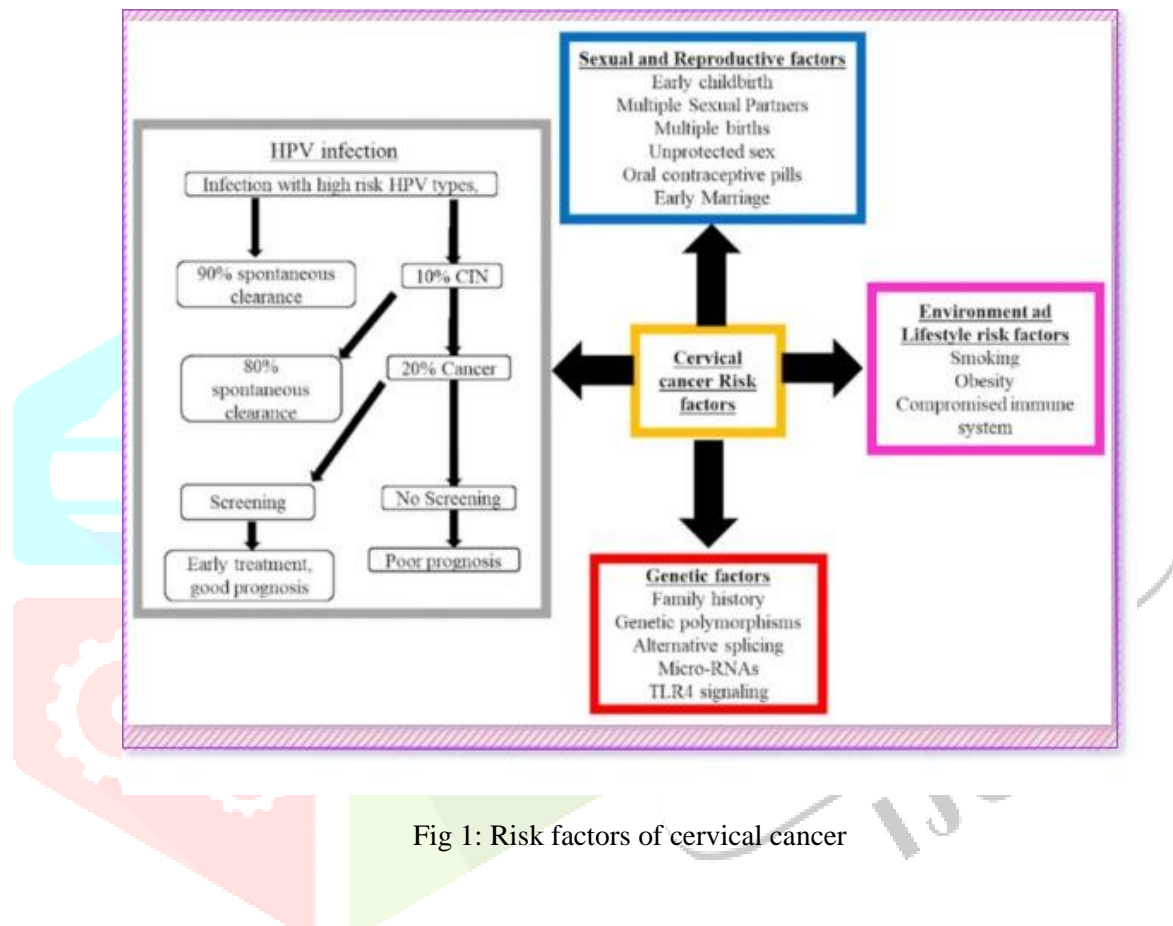 Sexual and Reproductive factors
Early childbirth
Multiple Sexual Partners
Multiple births
Unprotected sex
Oral contraceptive pills
Early Marriage
HPV infection
Infection with high risk HPV types,
90% spontaneous
clearance
10% CIN
80%
spontaneous
clearance
20% Cancer
Screening
No Screening
Early treatment,
good prognosis
Poor prognosis
Cervical
cancer Risk
factors
Environment ad
Lifestyle risk factors
Smoking
Obesity
Compromised immune
system
Genetic factors
Family history
Genetic polymorphisms
Alternative splicing
Micro-RNAs
TLR4 signaling
Fig 1: Risk factors of cervical cancer